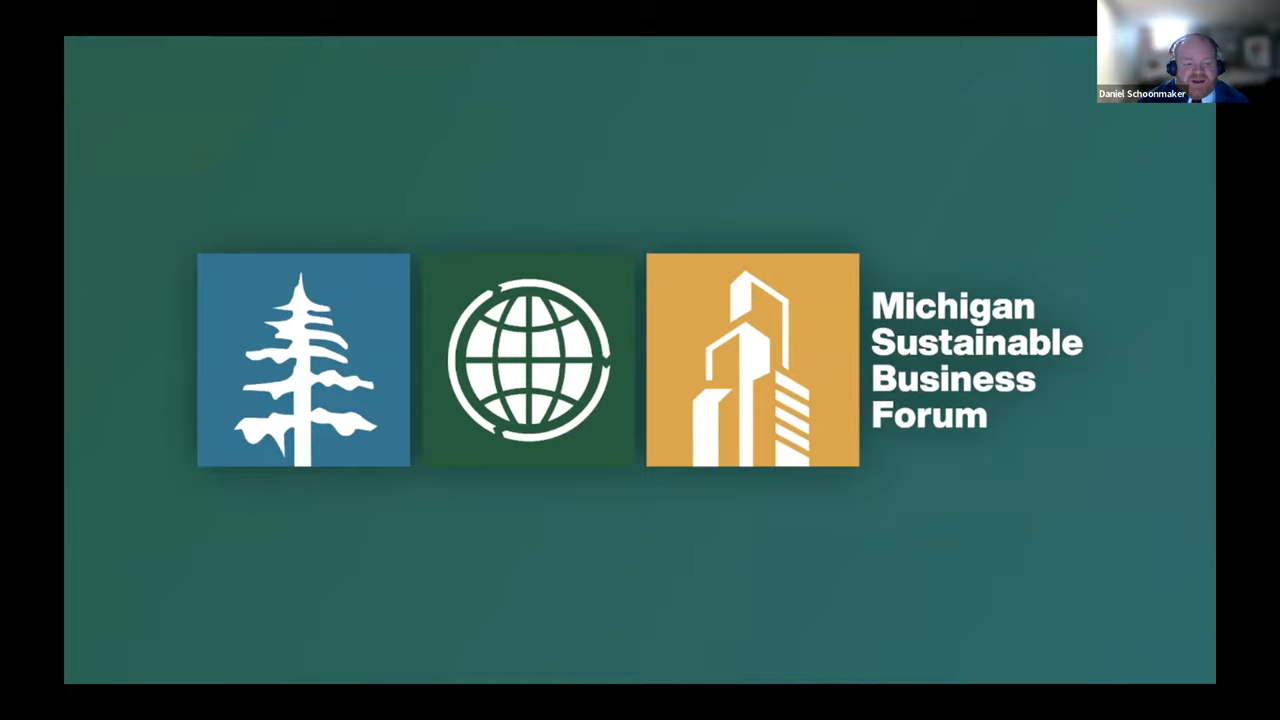 Daniel Schoonmaker
Michigan
Sustainable
Business
Forum